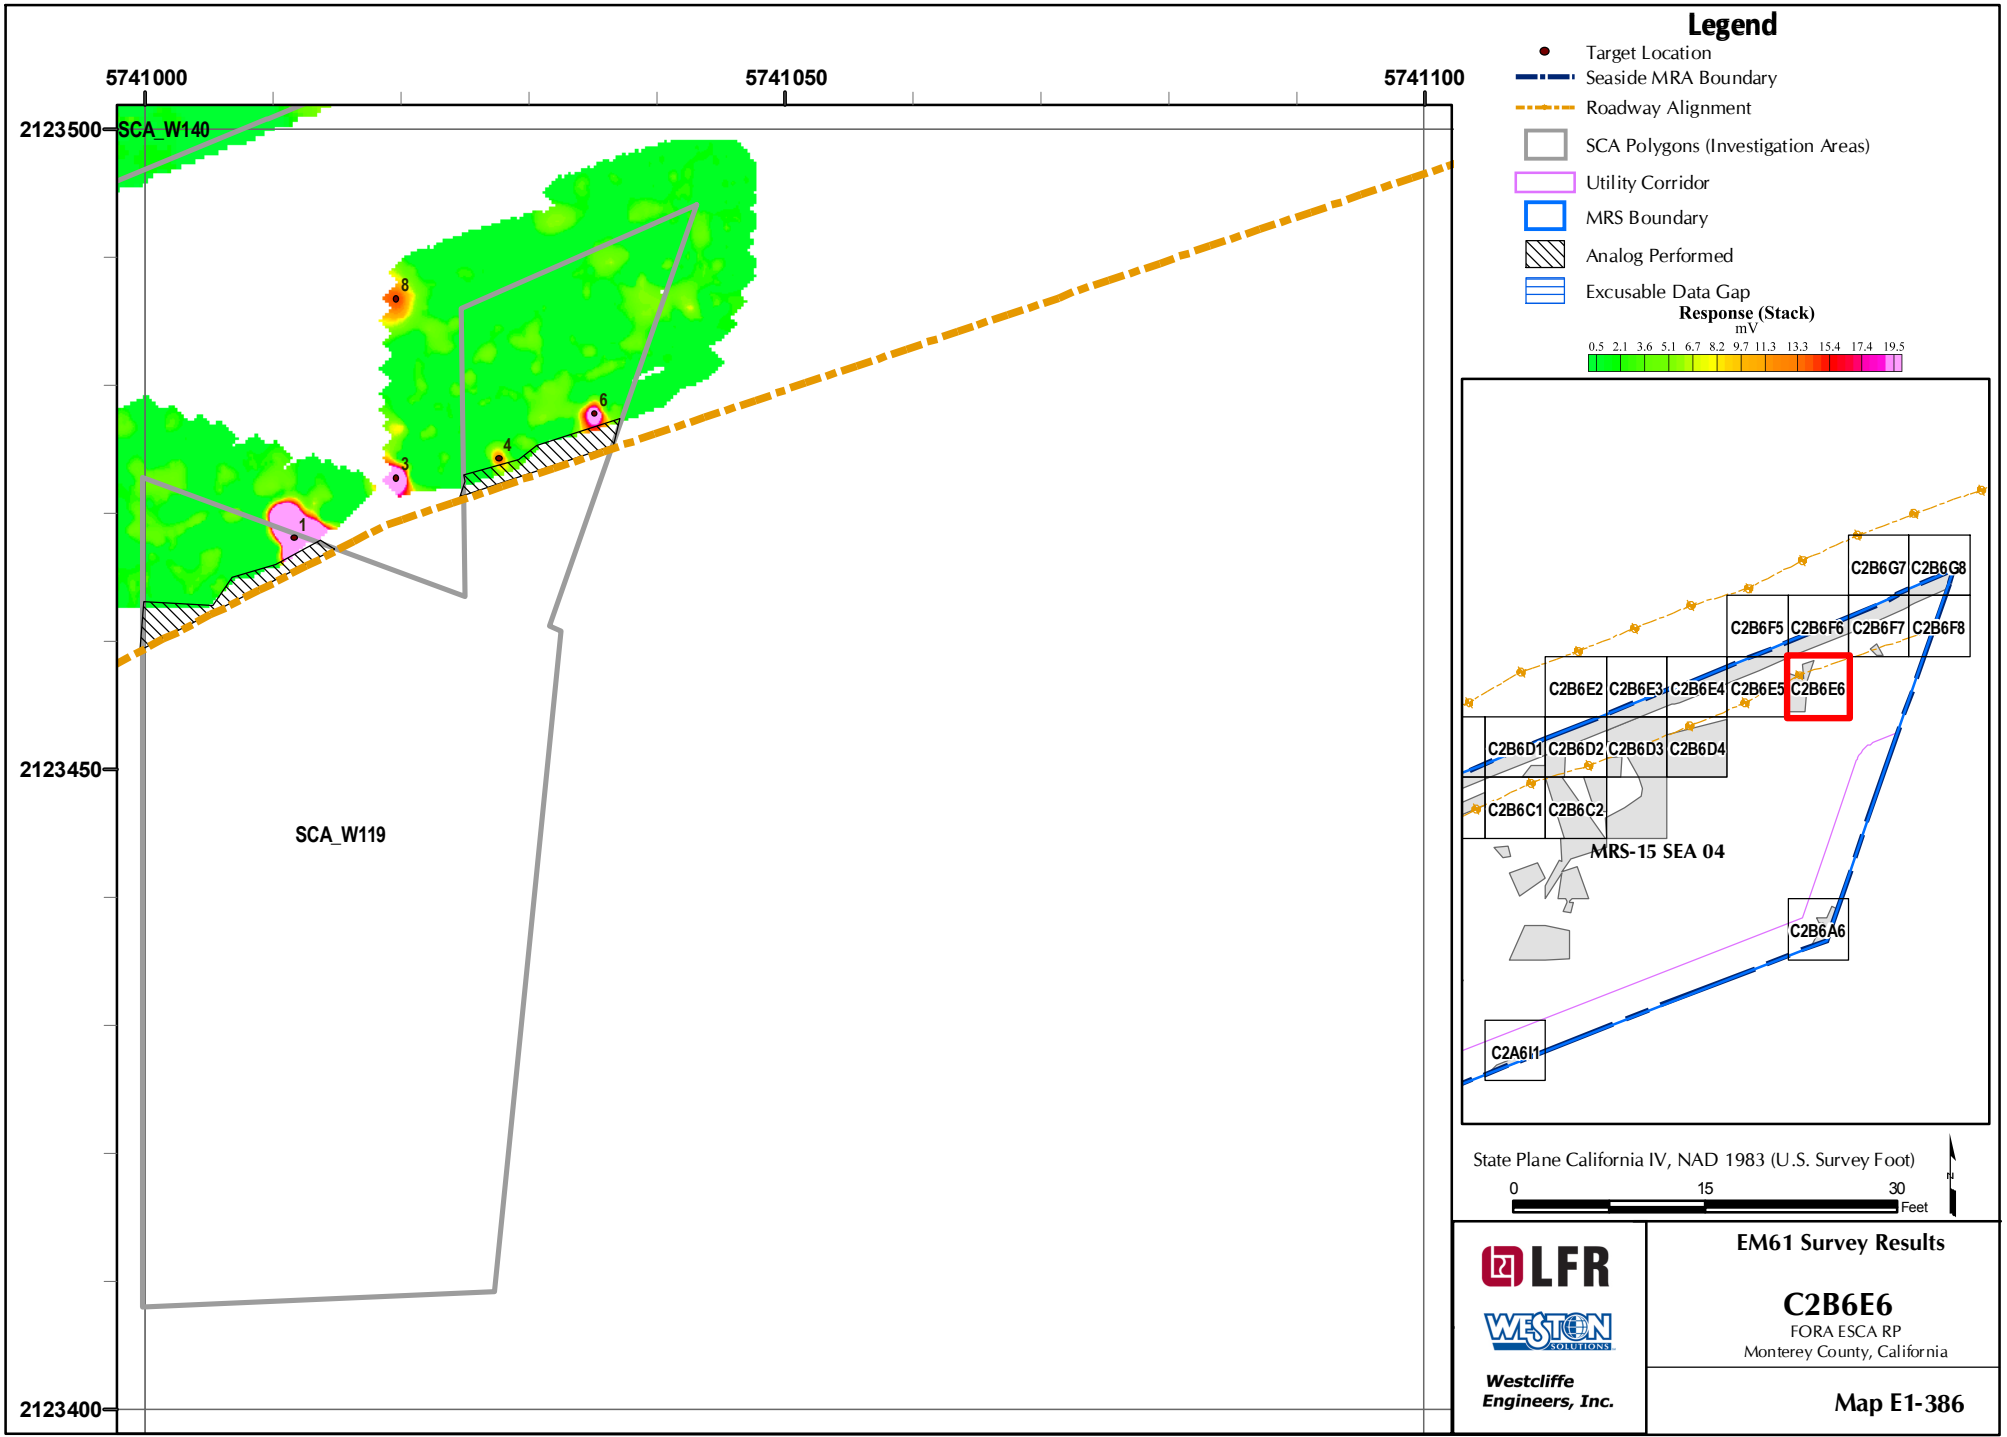 5741000
5741050
5741100
2123500
2123450
2123400
SCA_W140
8
6
4
3
1
SCA_W119
Legend
Target Location
Seaside MRA Boundary
Roadway Alignment
SCA Polygons (Investigation Areas)
Utility Corridor
MRS Boundary
Analog Performed
Excusable Data Gap
Response (Stack)
mV
0.5 2.1 3.6 5.1 6.7 8.2 9.7 11.3 13.3 15.4 17.4 19.5
C2B6G7 C2B6G8
C2B6F5 C2B6F6 C2B6F7 C2B6F8
C2B6E2 C2B6E3 C2B6E4 C2B6E5 C2B6E6
C2B6D1 C2B6D2 C2B6D3 C2B6D4
C2B6C1 C2B6C2
MRS-15 SEA 04
C2B6A6
C2A6I1
State Plane California IV, NAD 1983 (U.S. Survey Foot)
N
0 15 30
Feet
LFR
WESTON
SOLUTIONS
Westcliffe
Engineers, Inc.
EM61 Survey Results
C2B6E6
FORA ESCA RP
Monterey County, California
Map E1-386